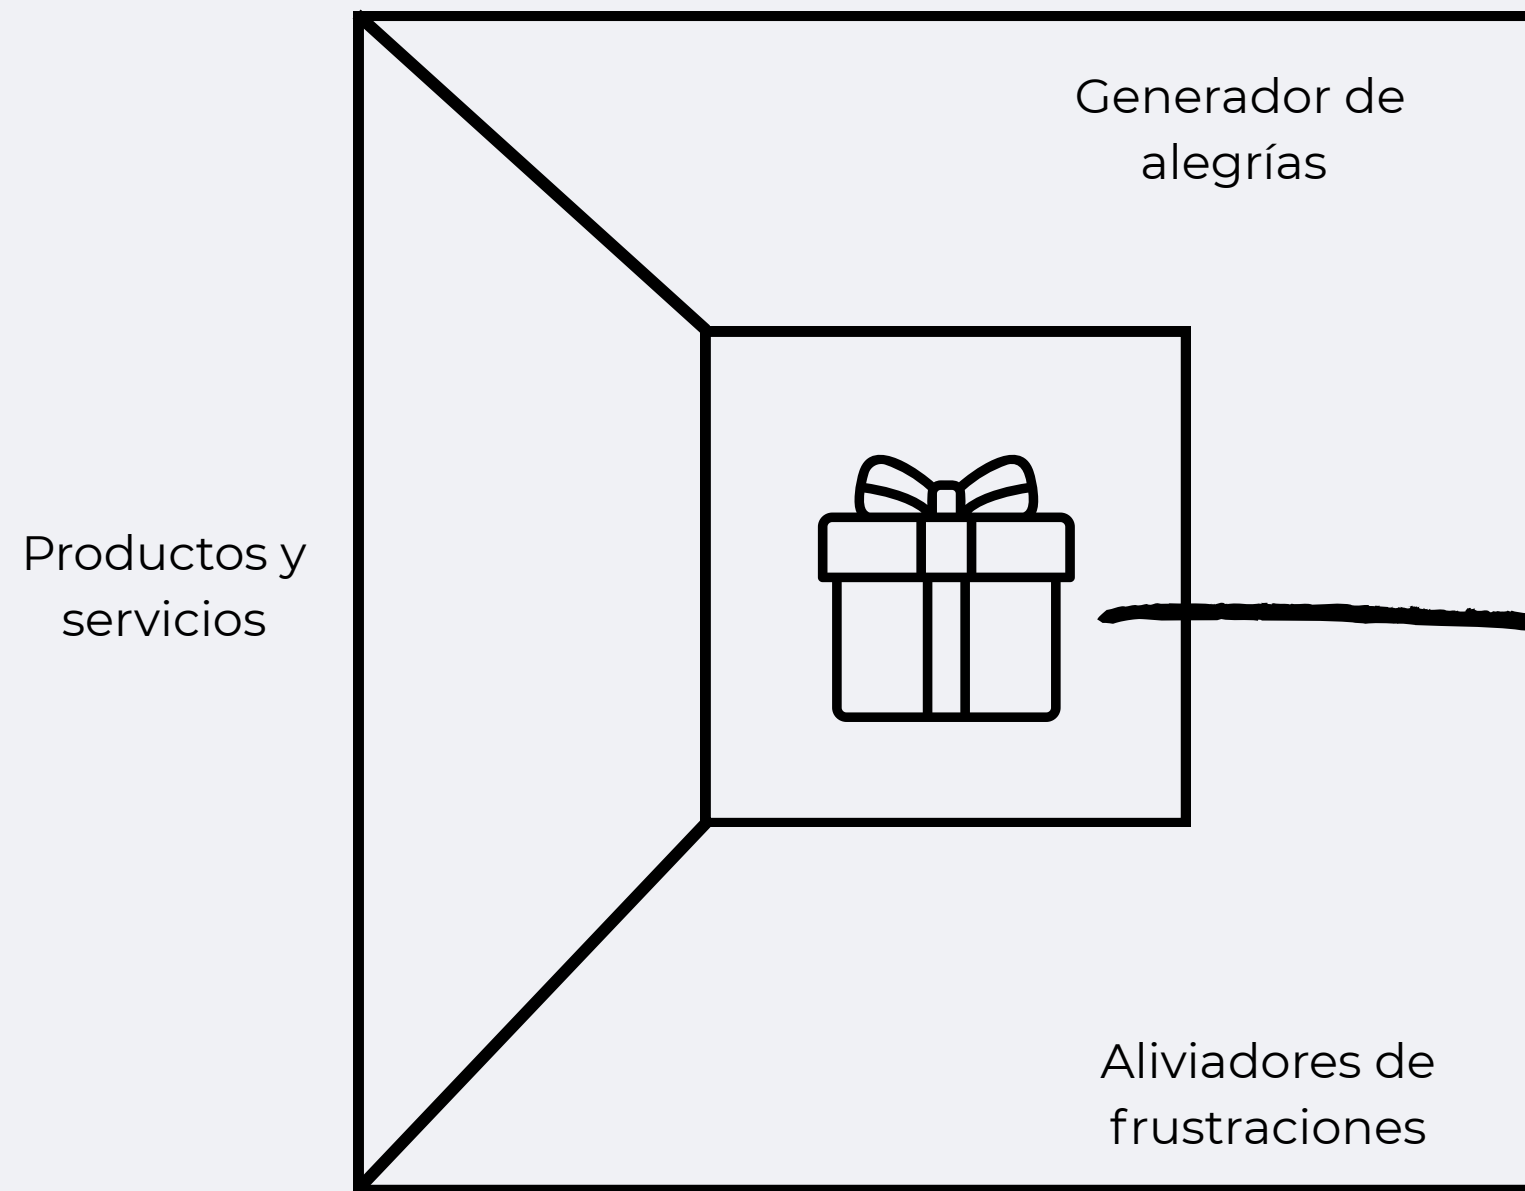 Generador de
alegrías
Productos y
servicios
Aliviadores de
frustraciones